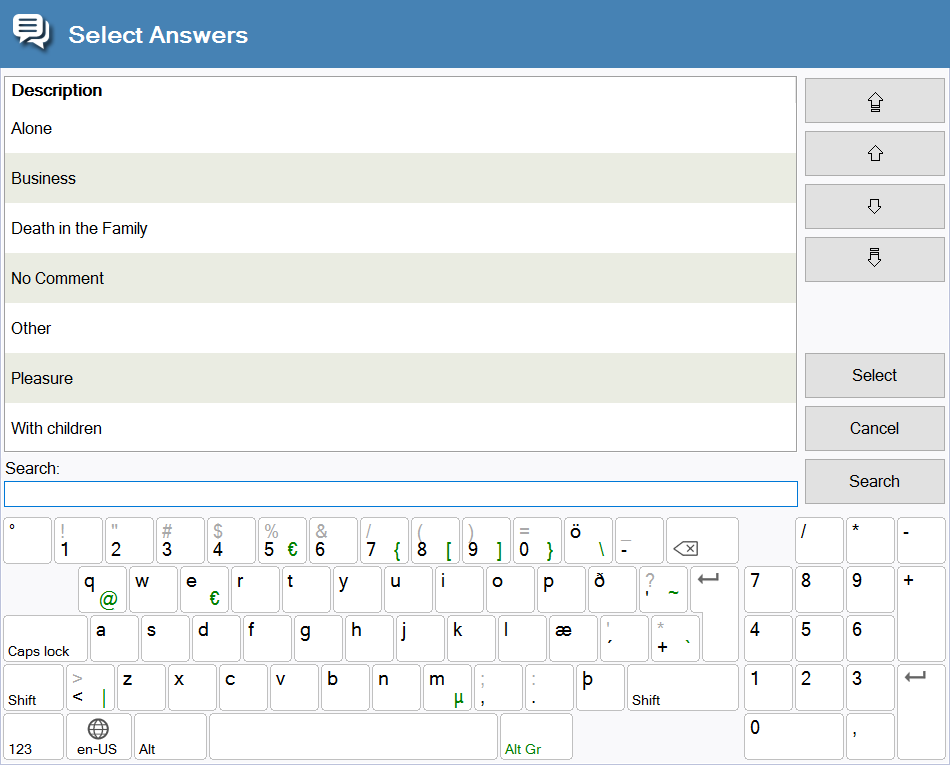 Select Answers
Description
Alone
Business
Death in the Family
No Comment
Other
Pleasure
With children
Select
Cancel
Search
Search:
° ! 1 " 2 # 3 $ 4 % 5 € & 6 / 7 { ( 8 [ ) 9 ] = 0 } ö \ _ - / * -
q @ w e € r t y u i o p ð ? ' ~ 7 8 9 +
Caps lock a s d f g h j k l æ ' ´ * + ` 4 5 6
Shift > < | z x c v b n m µ ; , : . þ Shift 1 2 3
123 en-US Alt Alt Gr 0 ,